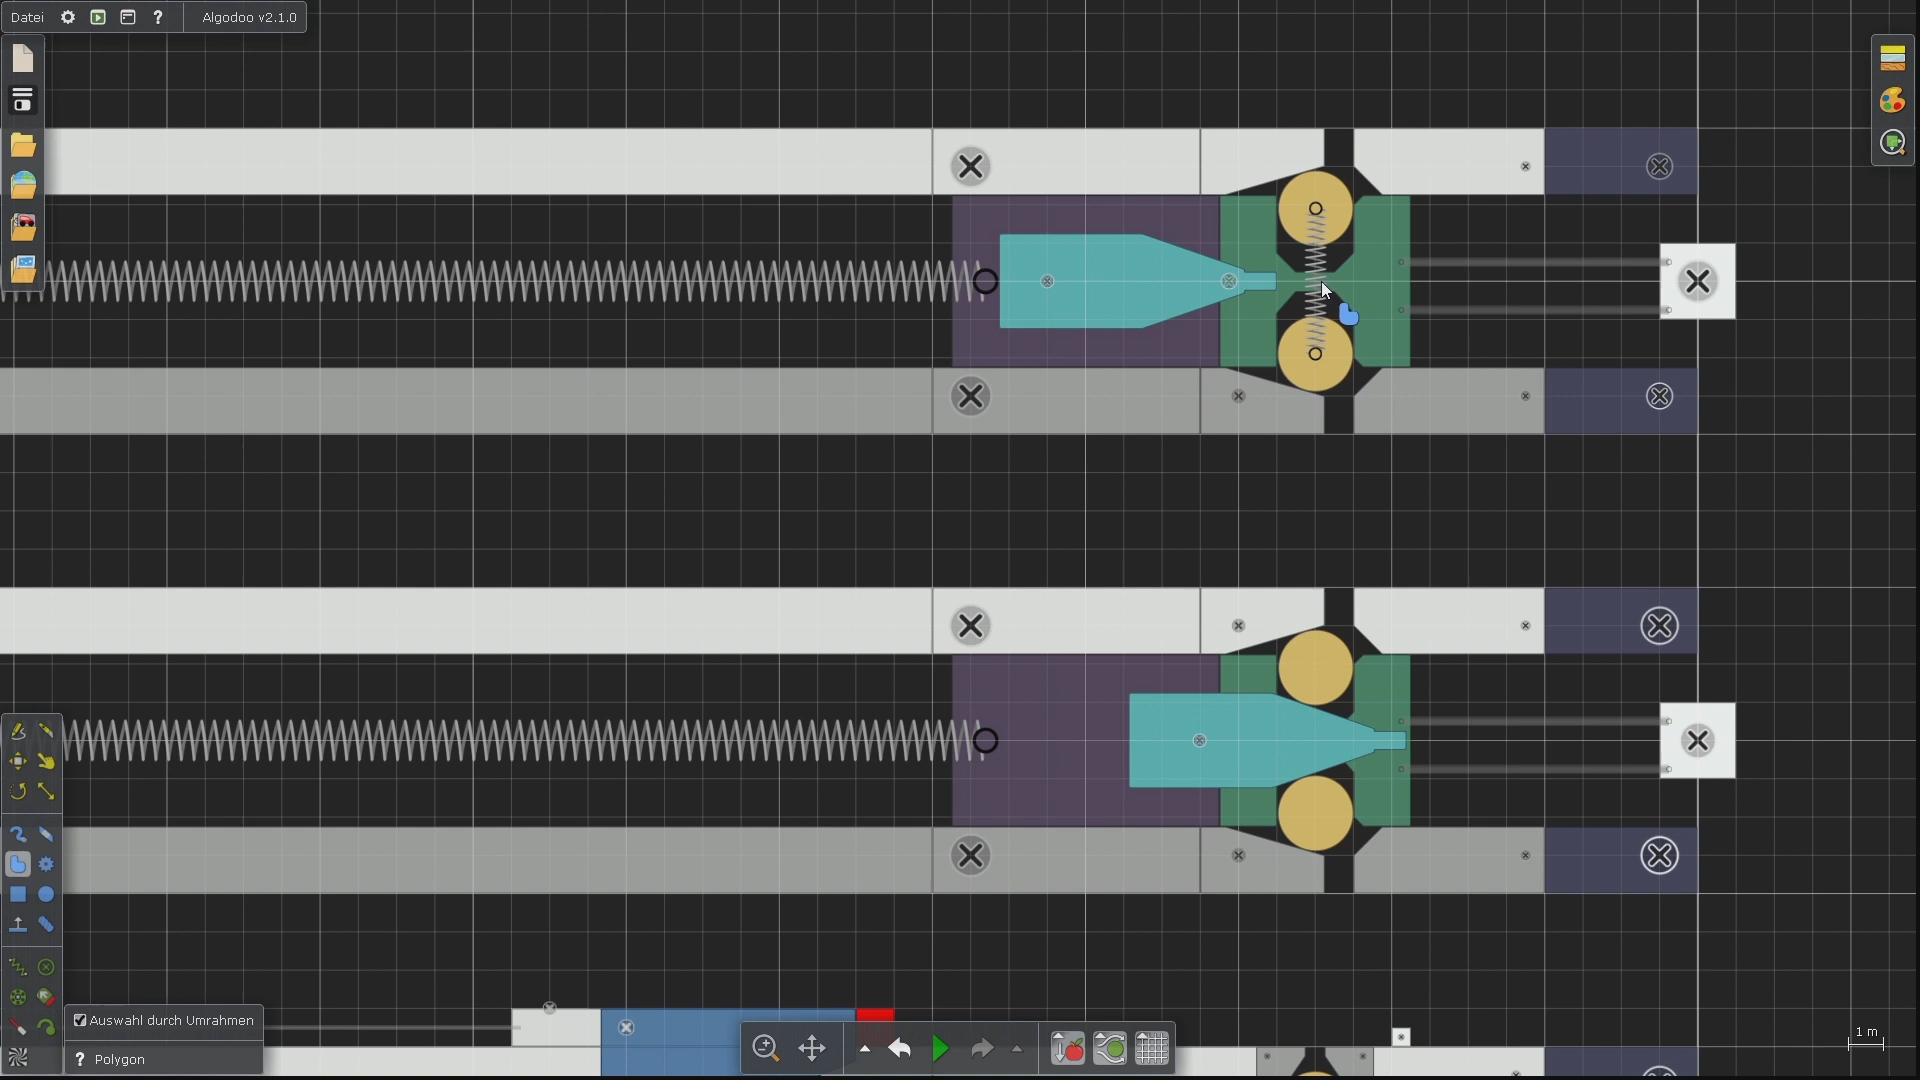 Datei ? Algodoo v2.1.0
Auswahl durch Umrahmen
? Polygon
1 m